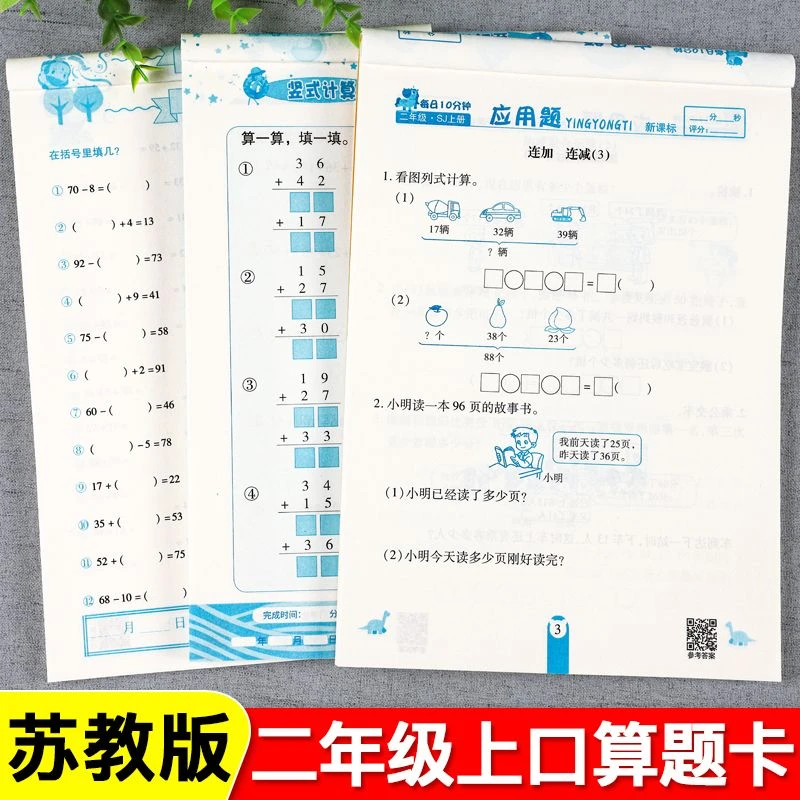 在括号里填几?
① 70－8＝( )
② ( )＋4＝13
③ 92－( )＝73
④ ( )＋9＝41
⑤ 75－( )＝58
⑥ ( )＋2＝91
⑦ 60－( )＝46
⑧ ( )－5＝78
⑨ 17＋( )＝22
⑩ 35＋( )＝53
⑪ 52＋( )＝75
⑫ 68－10＝( )
月 日
竖式计算
算一算，填一填。
①
3 6
+ 4 2
+ 1 7
②
1 5
+ 2 7
+ 3 0
③
1 9
+ 2 7
+ 3 3
④
3 4
+ 1 5
+ 3 6
完成时间： 分
年 月 日
每日10分钟
二年级·SJ上册
应用题 YINGYONGTI 新课标
分 秒
评分：
连加 连减(3)
1. 看图列式计算。
(1)
17辆 32辆 39辆
? 辆
□○□○□＝□( )
(2)
? 个 38个 23个
88个
□○□○□＝□( )
2. 小明读一本 96 页的故事书。
我前天读了25页，
昨天读了36页。
小明
(1)小明已经读了多少页?
(2)小明今天读多少页刚好读完?
3
参考答案
苏教版 二年级上口算题卡